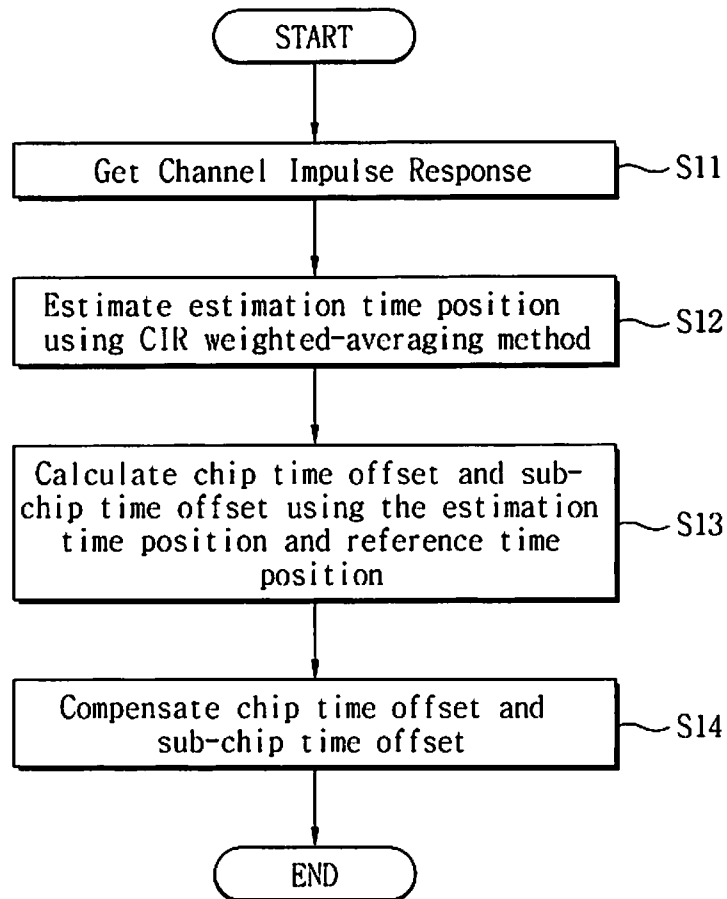 START
Get Channel Impulse Response
S11
Estimate estimation time position
using CIR weighted-averaging method
S12
Calculate chip time offset and sub-
chip time offset using the estimation
time position and reference time
position
S13
Compensate chip time offset and
sub-chip time offset
S14
END